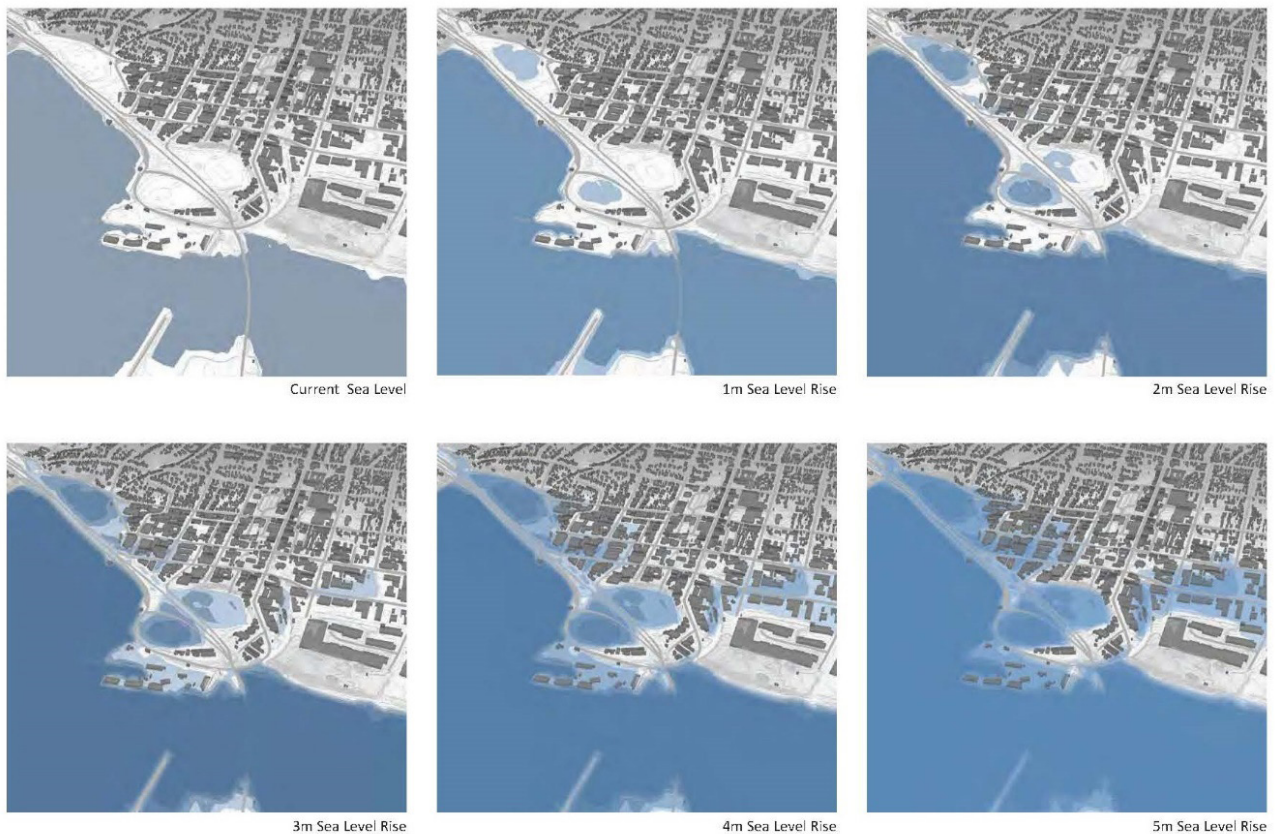 Current Sea Level
1m Sea Level Rise
2m Sea Level Rise
3m Sea Level Rise
4m Sea Level Rise
5m Sea Level Rise